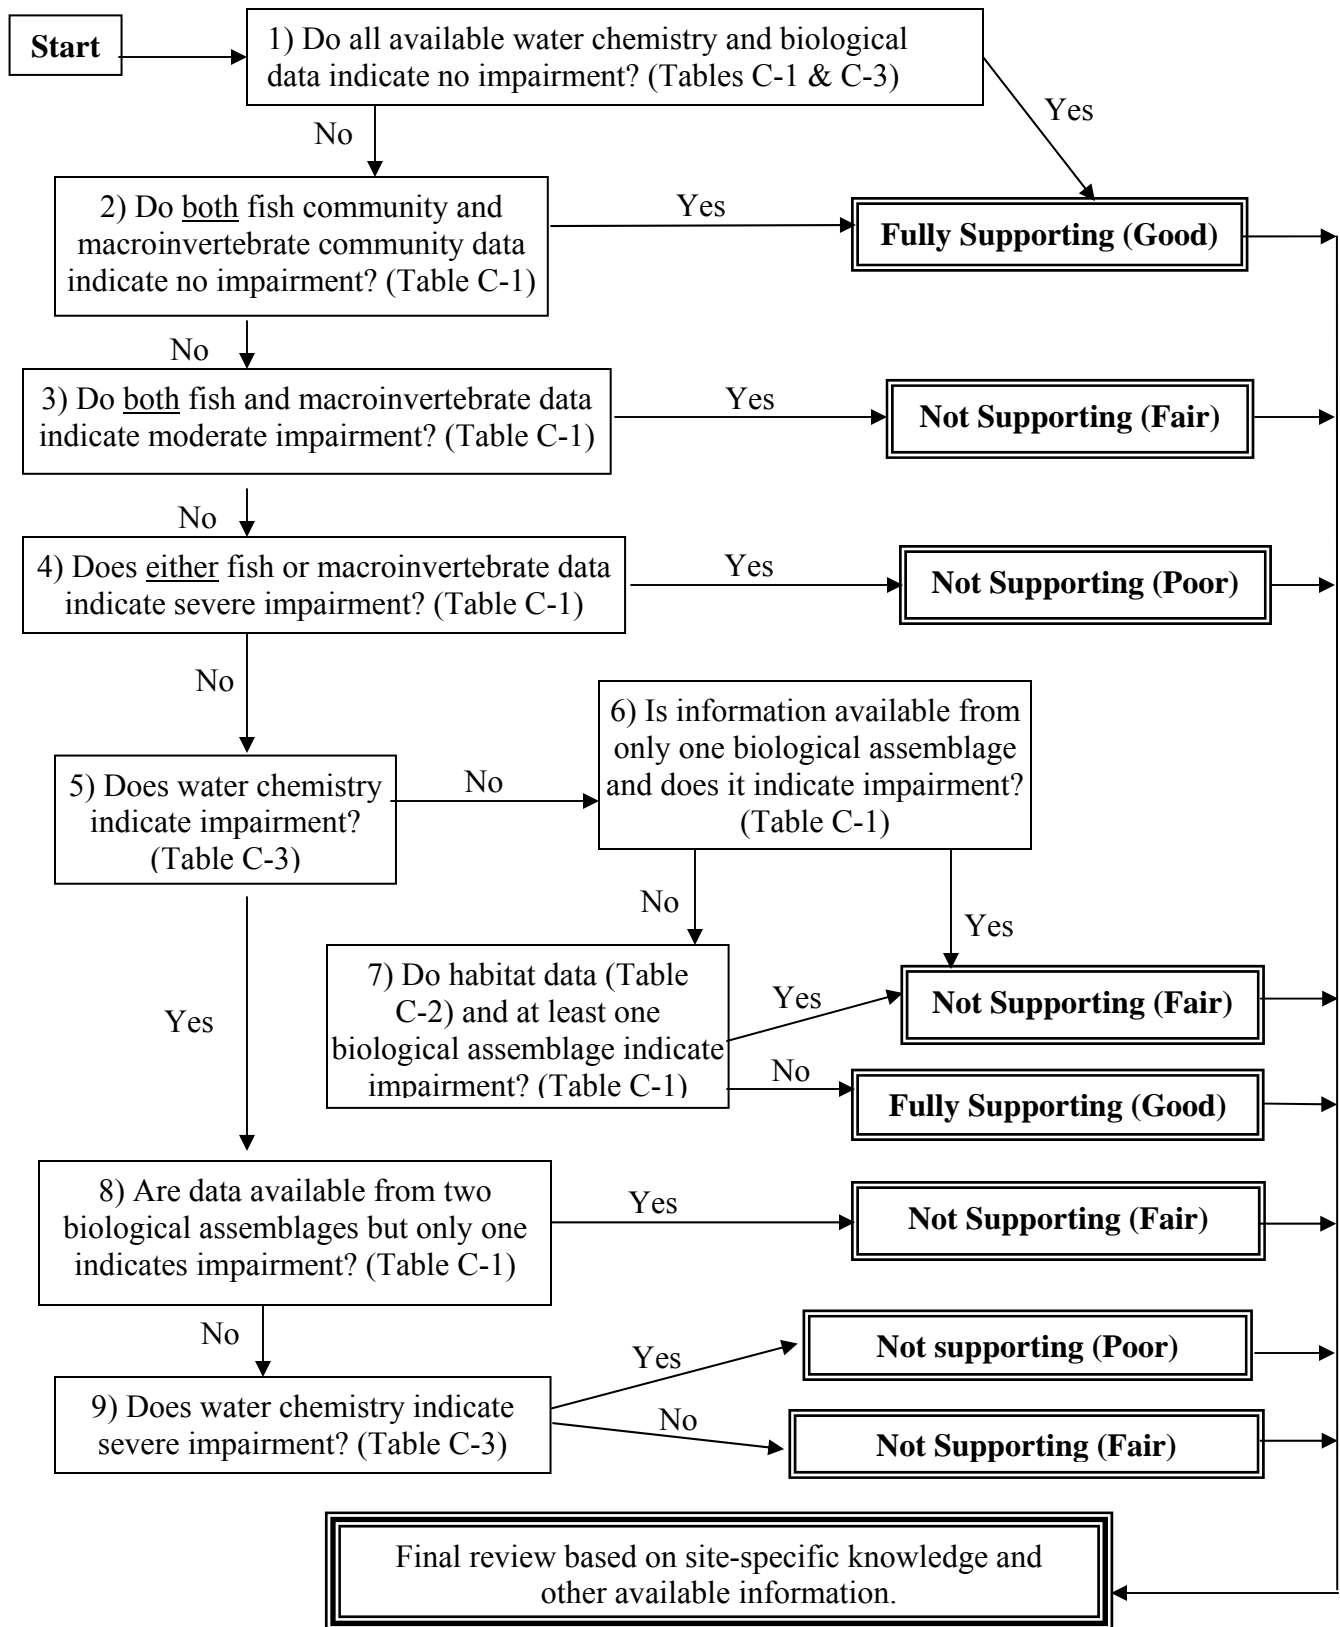 Start
1) Do all available water chemistry and biological
data indicate no impairment? (Tables C-1 & C-3)
Yes
No
2) Do both fish community and
macroinvertebrate community data
indicate no impairment? (Table C-1)
Yes
Fully Supporting (Good)
No
3) Do both fish and macroinvertebrate data
indicate moderate impairment? (Table C-1)
Yes
Not Supporting (Fair)
No
4) Does either fish or macroinvertebrate data
indicate severe impairment? (Table C-1)
Yes
Not Supporting (Poor)
No
5) Does water chemistry
indicate impairment?
(Table C-3)
No
6) Is information available from
only one biological assemblage
and does it indicate impairment?
(Table C-1)
No
Yes
7) Do habitat data (Table
C-2) and at least one
biological assemblage indicate
impairment? (Table C-1)
Yes
Not Supporting (Fair)
No
Fully Supporting (Good)
Yes
8) Are data available from two
biological assemblages but only one
indicates impairment? (Table C-1)
Yes
Not Supporting (Fair)
No
9) Does water chemistry indicate
severe impairment? (Table C-3)
Yes
Not supporting (Poor)
No
Not Supporting (Fair)
Final review based on site-specific knowledge and
other available information.